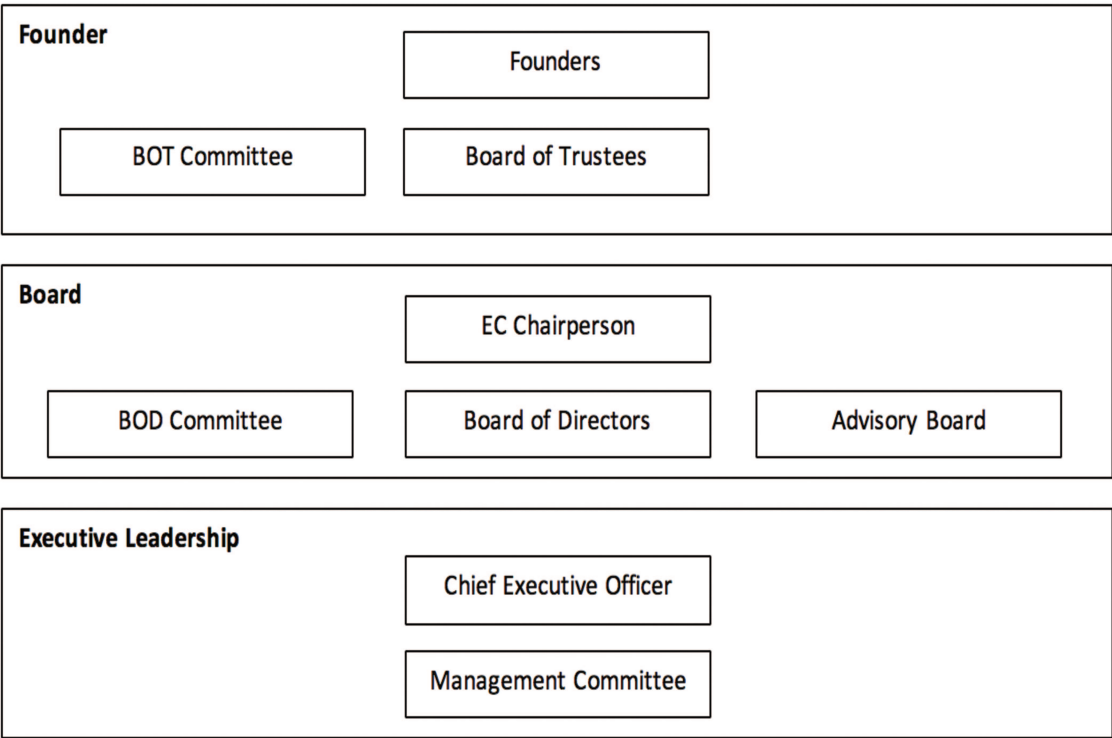 Founder
Founders
BOT Committee
Board of Trustees
Board
EC Chairperson
BOD Committee
Board of Directors
Advisory Board
Executive Leadership
Chief Executive Officer
Management Committee